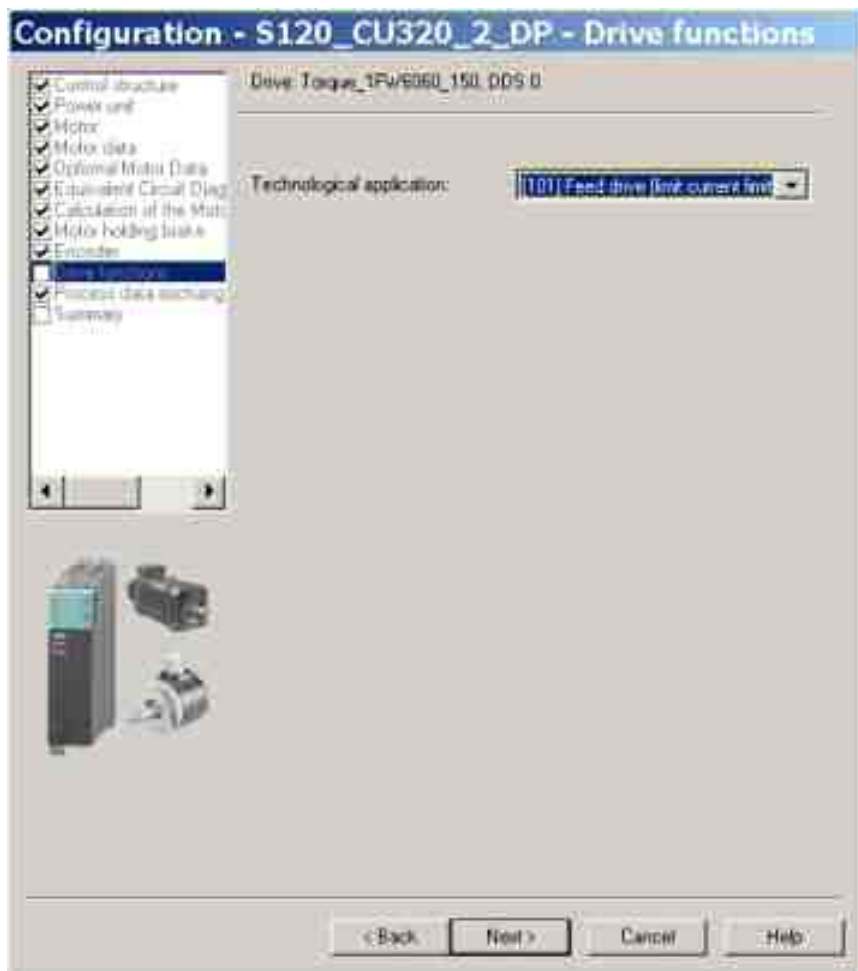 Configuration - S120_CU320_2_DP - Drive functions
Control structure
Power unit
Motor
Motor data
Optional Motor Data
Equivalent Circuit Diag
Calculation of the Moto
Motor holding brake
Encoder
Drive functions
Process data exchang
Summary
Drive: Torque_1FW6060_150, DDS 0
Technological application:
[101] Feed drive (limit current limit
< Back
Next >
Cancel
Help